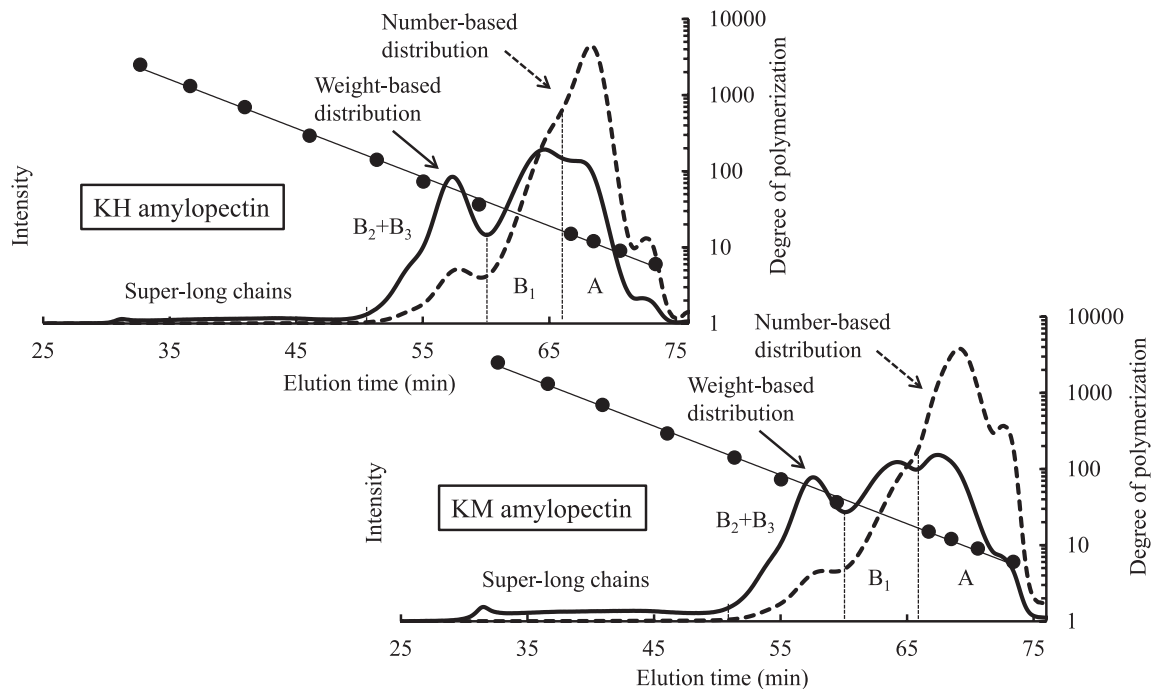 Number-based
distribution
Weight-based
distribution
10000
1000
100
10
1
Degree of polymerization
Intensity
KH amylopectin
B2+B3
B1
A
Super-long chains
25 35 45 55 65 75
Elution time (min)
Number-based
distribution
Weight-based
distribution
10000
1000
100
10
1
Degree of polymerization
Intensity
KM amylopectin
B2+B3
B1
A
Super-long chains
25 35 45 55 65 75
Elution time (min)